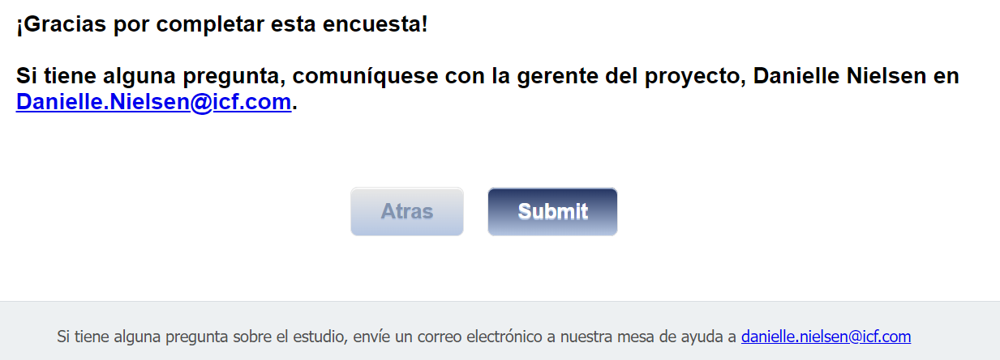 ¡Gracias por completar esta encuesta!
Si tiene alguna pregunta, comuníquese con la gerente del proyecto, Danielle Nielsen en
Danielle.Nielsen@icf.com.
Atras
Submit
Si tiene alguna pregunta sobre el estudio, envíe un correo electrónico a nuestra mesa de ayuda a danielle.nielsen@icf.com